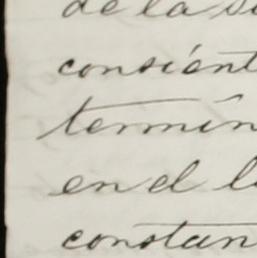 de la s
consient
termin
en el l
constan